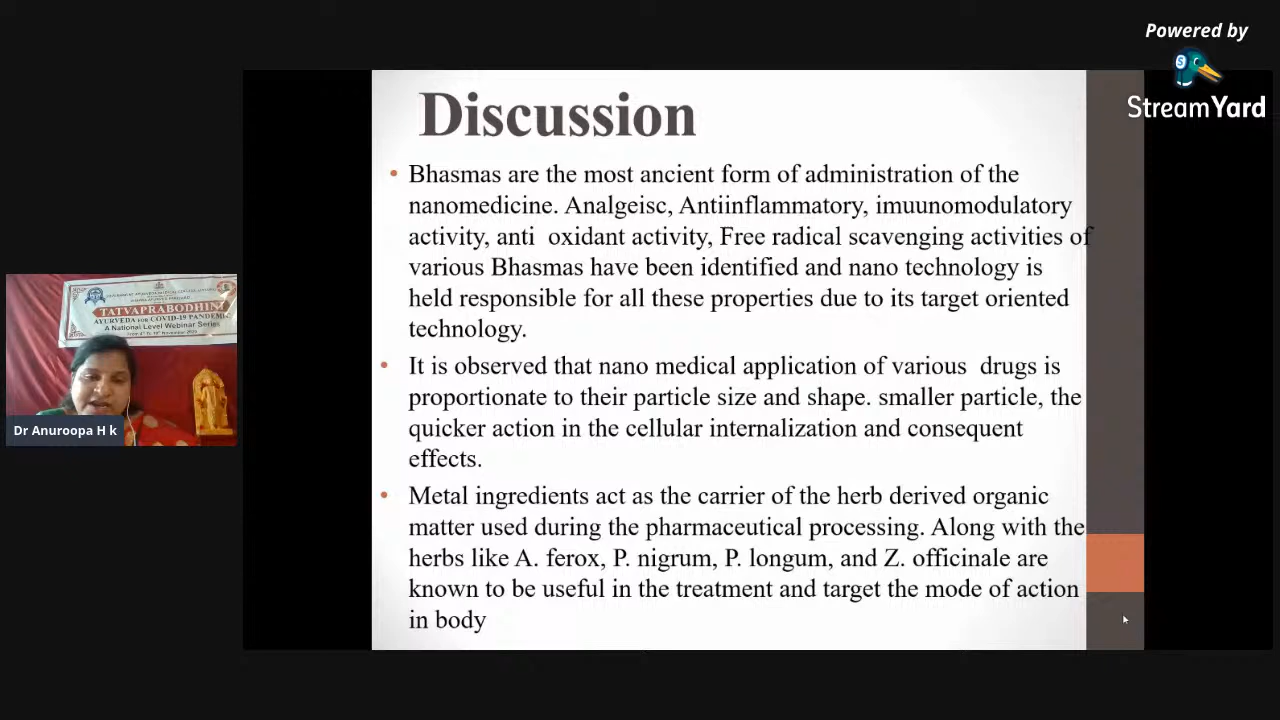 Powered by
StreamYard
Discussion
• Bhasmas are the most ancient form of administration of the
nanomedicine. Analgeisc, Antiinflammatory, imuunomodulatory
activity, anti oxidant activity, Free radical scavenging activities of
various Bhasmas have been identified and nano technology is
held responsible for all these properties due to its target oriented
technology.
• It is observed that nano medical application of various drugs is
proportionate to their particle size and shape. smaller particle, the
quicker action in the cellular internalization and consequent
effects.
• Metal ingredients act as the carrier of the herb derived organic
matter used during the pharmaceutical processing. Along with the
herbs like A. ferox, P. nigrum, P. longum, and Z. officinale are
known to be useful in the treatment and target the mode of action
in body
TATVAPRABODHINI
AYURVEDA FOR COVID-19 PANDEMIC
A National Level Webinar Series
Dr Anuroopa H k